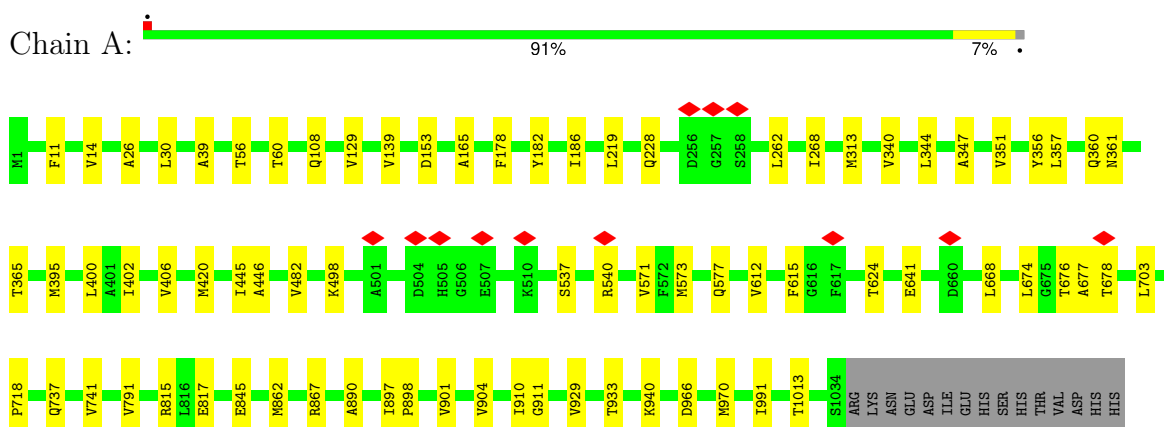 Chain A:
91% 7%
M1 F11 V14 A26 L30 A39 T56 T60 Q108 V129 V139 D153 A165 F178 Y182 I186 L219 Q228 D256 G257 S258 L262 I268 M313 V340 L344 A347 V351 Y356 L357 Q360 N361
T365 M395 L400 A401 I402 V406 M420 I445 A446 V482 K498 A501 D504 H505 G506 E507 K510 S537 R540 V571 F572 M573 Q577 V612 F615 G616 F617 T624 E641 D660 L668 L674 G675 T676 A677 T678 L703
P718 Q737 V741 V791 R815 L816 E817 E845 M862 R867 A890 I897 P898 V901 V904 I910 G911 V929 T933 K940 D966 M970 I991 T1013 S1034 ARG LYS ASN GLU ASP ILE GLU HIS SER HIS THR VAL ASP HIS HIS